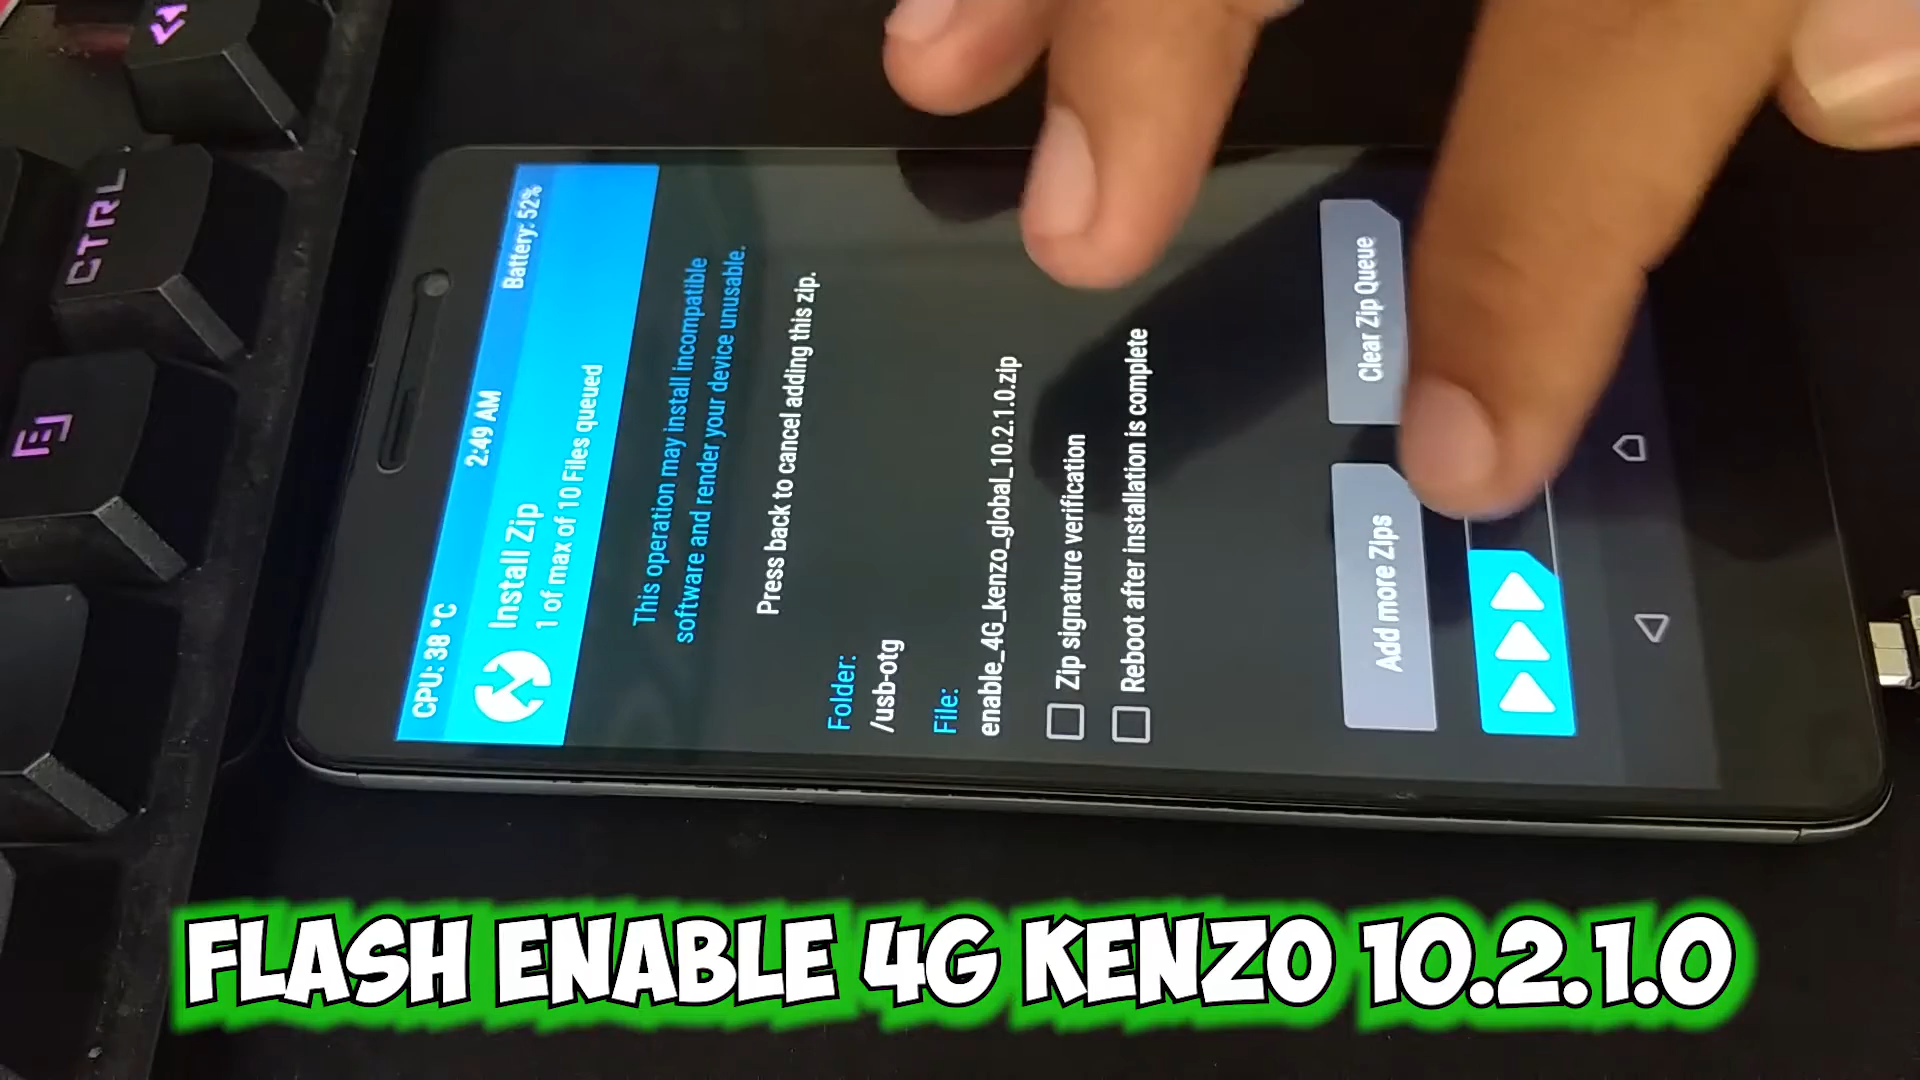 CTRL
CPU: 38 °C
2:49 AM
Battery: 52%
Install Zip
1 of max of 10 Files queued
This operation may install incompatible
software and render your device unusable.
Press back to cancel adding this zip.
Folder:
/usb-otg
File:
enable_4G_kenzo_global_10.2.1.0.zip
Zip signature verification
Reboot after installation is complete
Add more Zips
Clear Zip Queue
FLASH ENABLE 4G KENZO 10.2.1.0